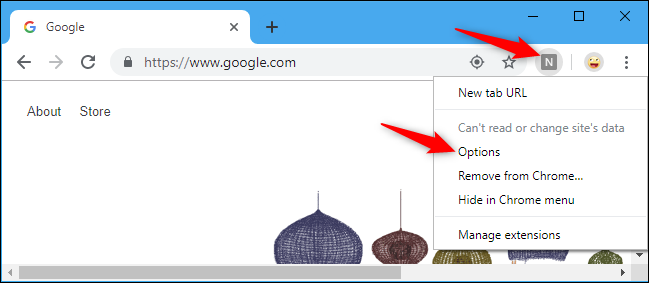 Google
https://www.google.com
N
New tab URL
About Store
Can't read or change site's data
Options
Remove from Chrome...
Hide in Chrome menu
Manage extensions